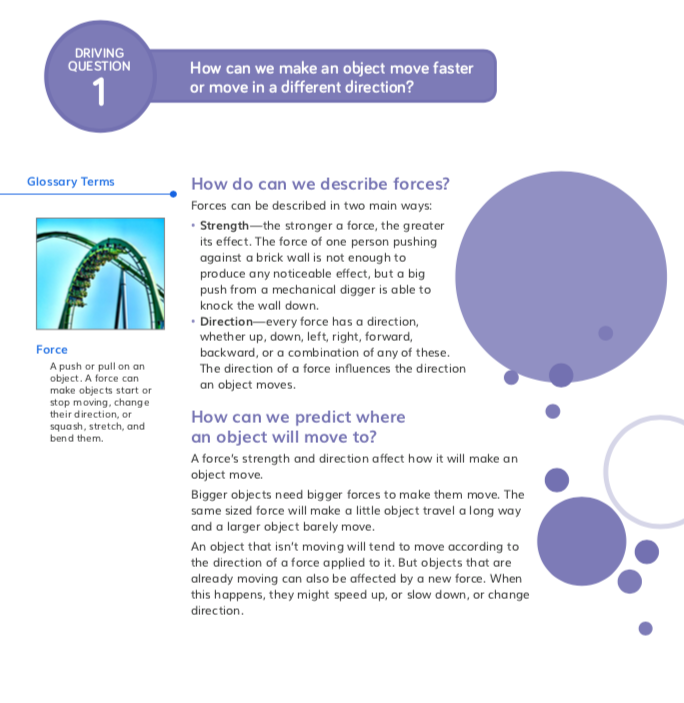 DRIVING
QUESTION
1
How can we make an object move faster
or move in a different direction?
Glossary Terms
Force
A push or pull on an
object. A force can
make objects start or
stop moving, change
their direction, or
squash, stretch, and
bend them.
How do can we describe forces?
Forces can be described in two main ways:
• Strength—the stronger a force, the greater
its effect. The force of one person pushing
against a brick wall is not enough to
produce any noticeable effect, but a big
push from a mechanical digger is able to
knock the wall down.
• Direction—every force has a direction,
whether up, down, left, right, forward,
backward, or a combination of any of these.
The direction of a force influences the direction
an object moves.
How can we predict where
an object will move to?
A force's strength and direction affect how it will make an
object move.
Bigger objects need bigger forces to make them move. The
same sized force will make a little object travel a long way
and a larger object barely move.
An object that isn't moving will tend to move according to
the direction of a force applied to it. But objects that are
already moving can also be affected by a new force. When
this happens, they might speed up, or slow down, or change
direction.